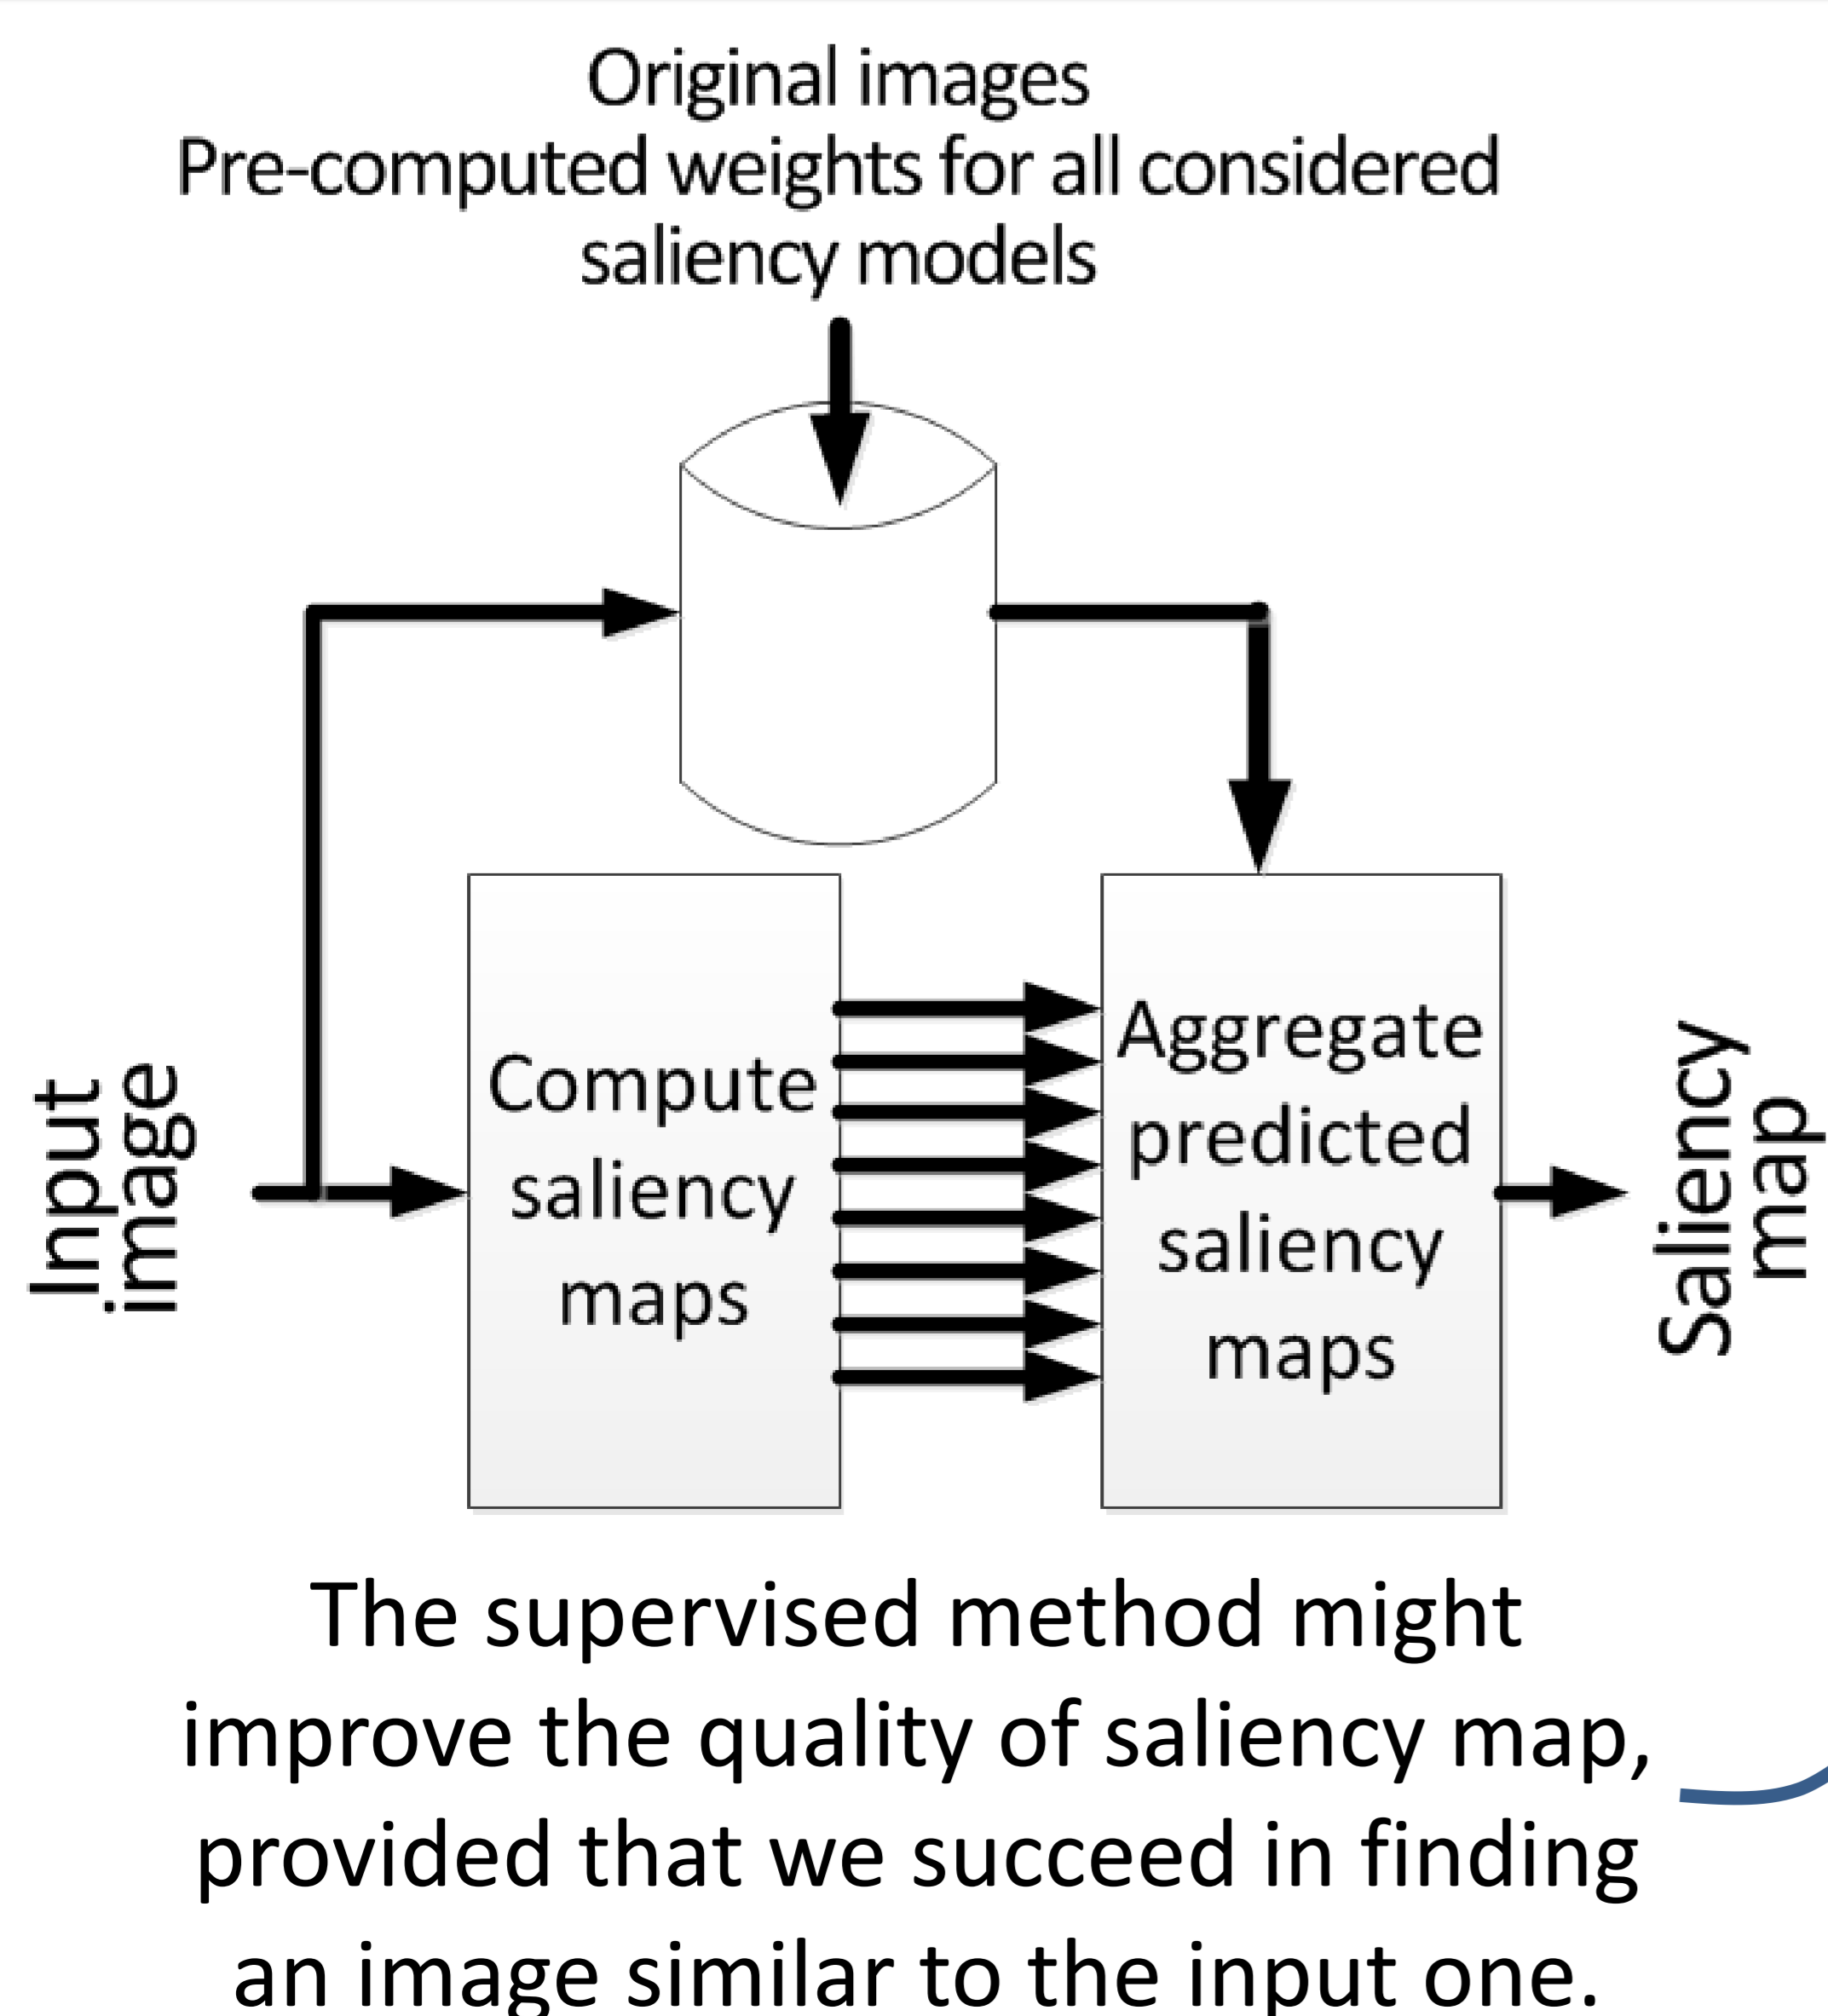 Original images
Pre-computed weights for all considered
saliency models
Input
image
Compute
saliency
maps
Aggregate
predicted
saliency
maps
Saliency
map
The supervised method might
improve the quality of saliency map,
provided that we succeed in finding
an image similar to the input one.